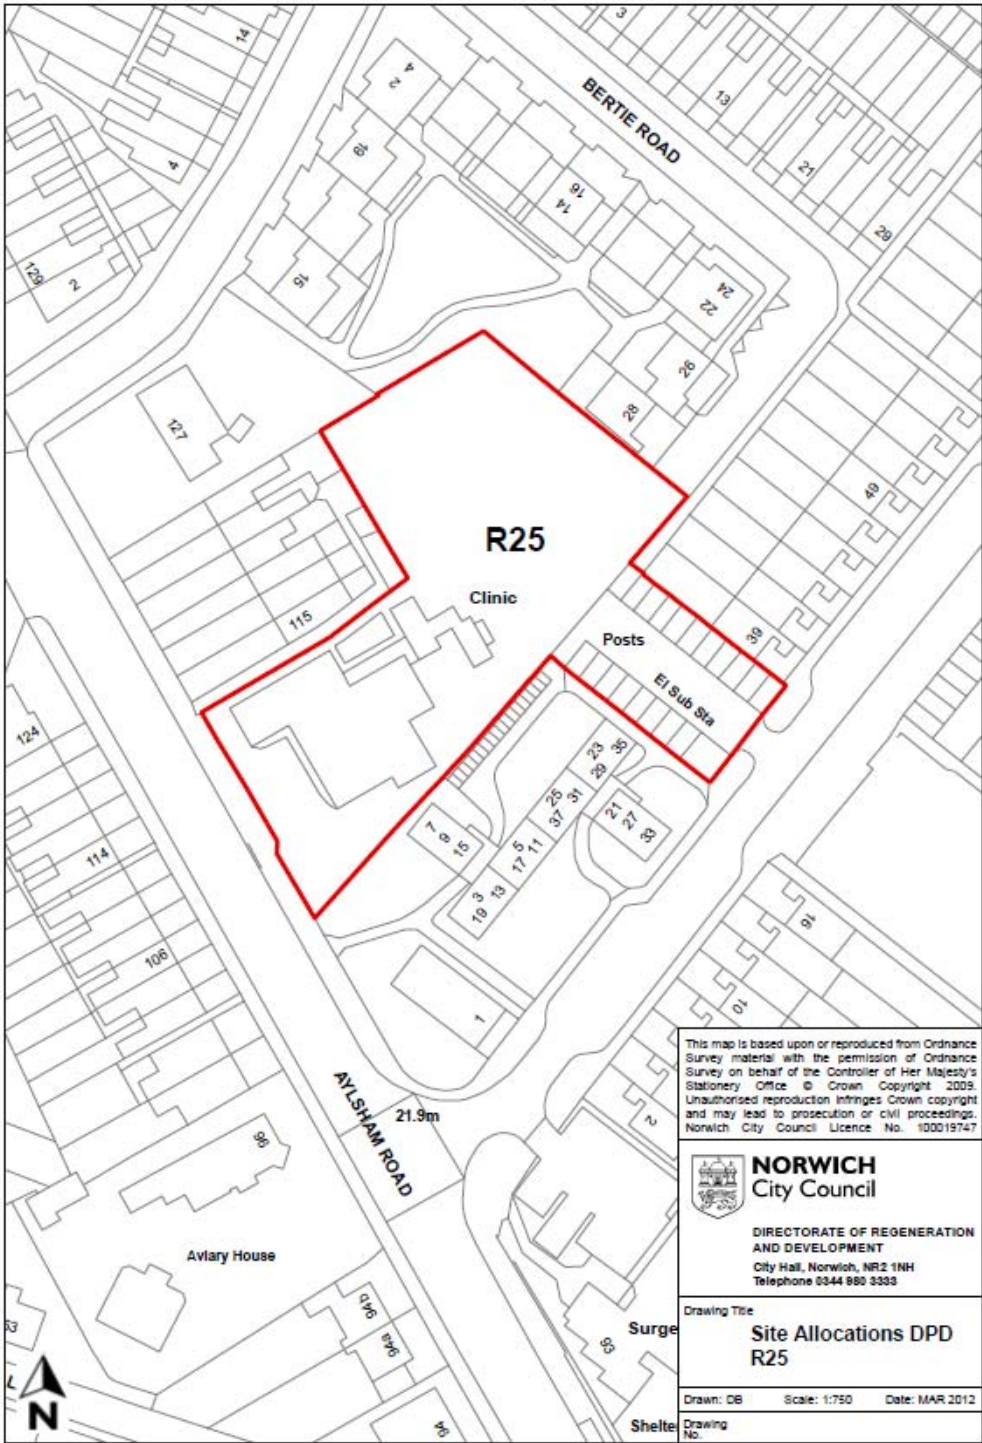 14
3
4
2
BERTIE ROAD
13
19
4
16
14
21
29
129
2
15
24
22
26
28
127
49
R25
Clinic
115
Posts
39
El Sub Sta
124
23
35
29
25
31
37
21
27
33
7
9
15
5
11
17
3
13
19
114
106
16
10
1
2
AYLSHAM ROAD
21.9m
96
Aviary House
94b
94a
94
53
L
N
Surge
93
Shelte
This map is based upon or reproduced from Ordnance
Survey material with the permission of Ordnance
Survey on behalf of the Controller of Her Majesty's
Stationery Office © Crown Copyright 2009.
Unauthorised reproduction infringes Crown copyright
and may lead to prosecution or civil proceedings.
Norwich City Council Licence No. 100019747
NORWICH
City Council
DIRECTORATE OF REGENERATION
AND DEVELOPMENT
City Hall, Norwich, NR2 1NH
Telephone 0344 980 3333
Drawing Title
Site Allocations DPD
R25
Drawn: DB Scale: 1:750 Date: MAR 2012
Drawing
No.